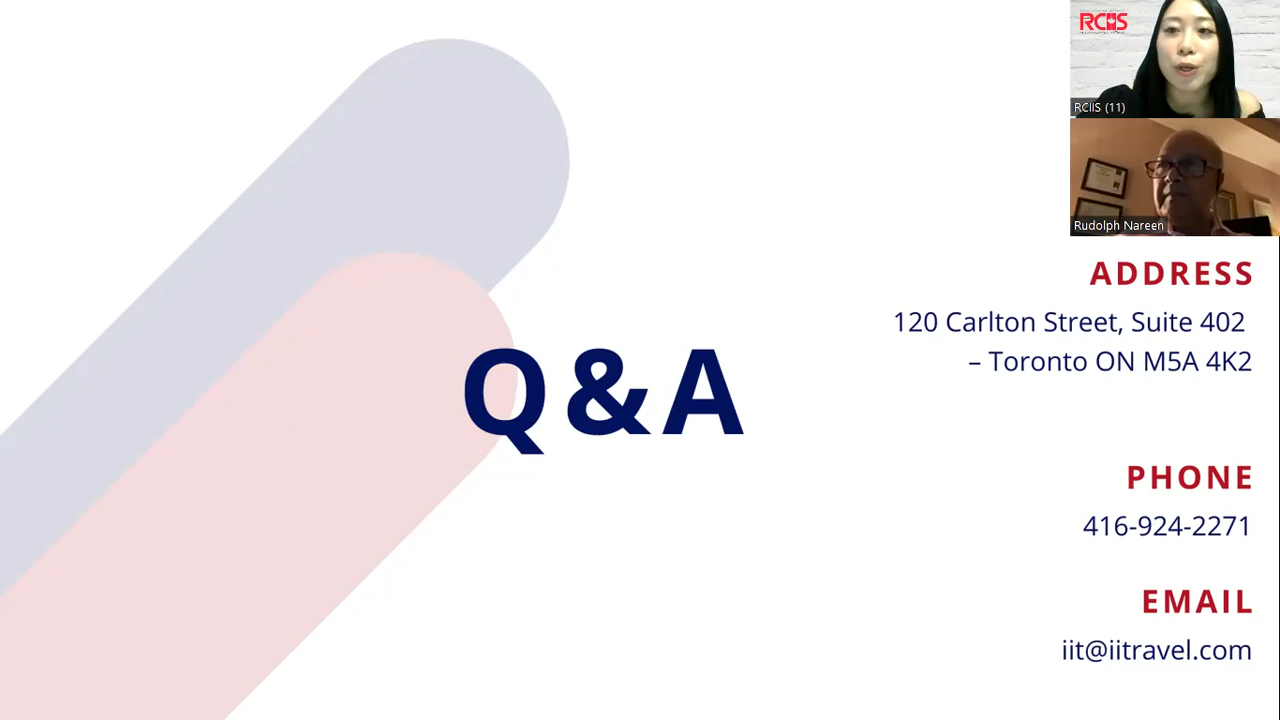 RCIIS
RCIIS (11)
Rudolph Nareen
ADDRESS
120 Carlton Street, Suite 402
– Toronto ON M5A 4K2
Q&A
PHONE
416-924-2271
EMAIL
iit@iitravel.com